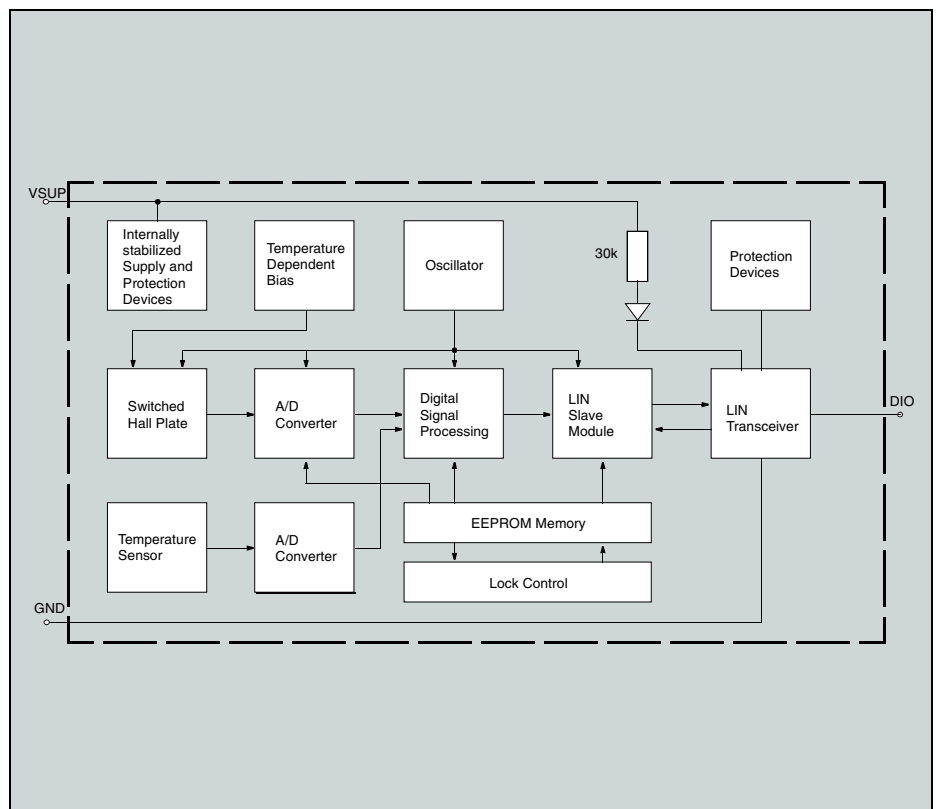 VSUP
Internally
stabilized
Supply and
Protection
Devices
Temperature
Dependent
Bias
Oscillator
30k
Protection
Devices
Switched
Hall Plate
A/D
Converter
Digital
Signal
Processing
LIN
Slave
Module
LIN
Transceiver
DIO
Temperature
Sensor
A/D
Converter
EEPROM Memory
Lock Control
GND